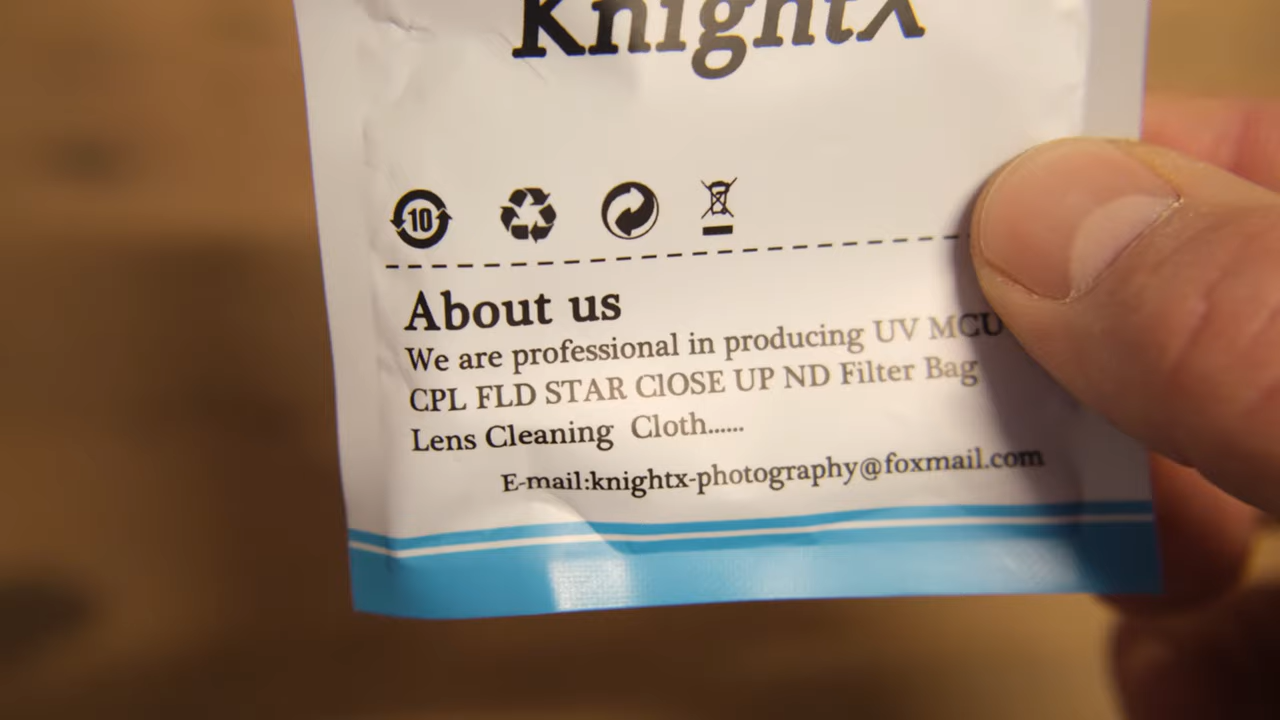 KnightX
10
About us
We are professional in producing UV MCU
CPL FLD STAR ClOSE UP ND Filter Bag
Lens Cleaning Cloth......
E-mail:knightx-photography@foxmail.com